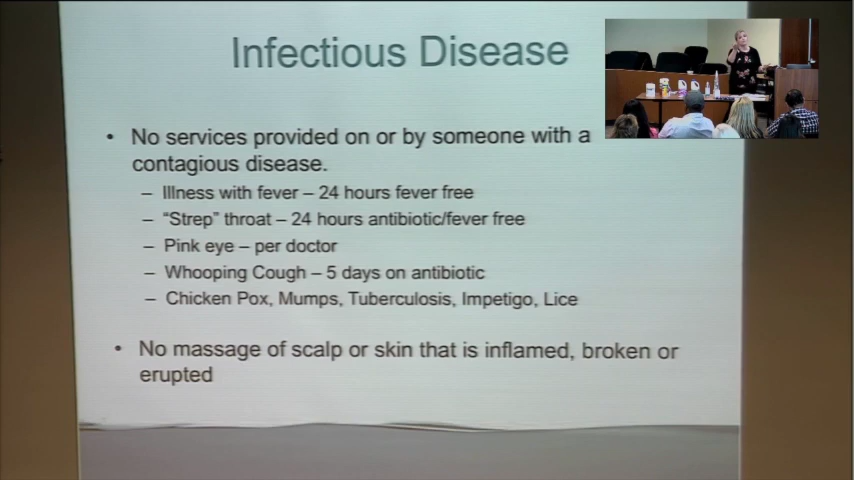 Infectious Disease
• No services provided on or by someone with a
contagious disease.
– Illness with fever – 24 hours fever free
– “Strep” throat – 24 hours antibiotic/fever free
– Pink eye – per doctor
– Whooping Cough – 5 days on antibiotic
– Chicken Pox, Mumps, Tuberculosis, Impetigo, Lice
• No massage of scalp or skin that is inflamed, broken or
erupted